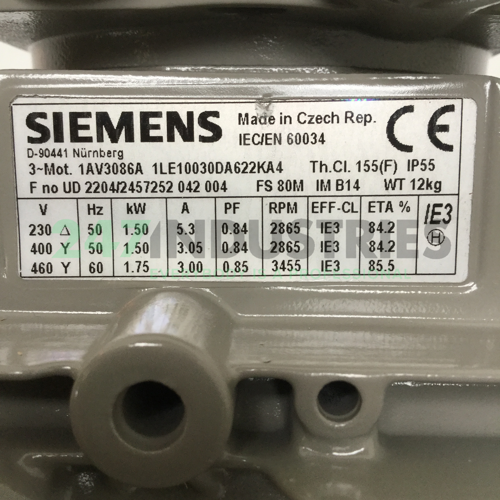 SIEMENS
Made in Czech Rep.
IEC/EN 60034
CE
D-90441 Nürnberg
3~Mot. 1AV3086A 1LE10030DA622KA4 Th.Cl. 155(F) IP55
F no UD 2204/2457252 042 004 FS 80M IM B14 WT 12kg
V Hz kW A PF RPM EFF-CL ETA % IE3
230 Δ 50 1.50 5.3 0.84 2865 IE3 84.2
400 Y 50 1.50 3.05 0.84 2865 IE3 84.2
460 Y 60 1.75 3.00 0.85 3455 IE3 85.5
H
247INDUSTRIES